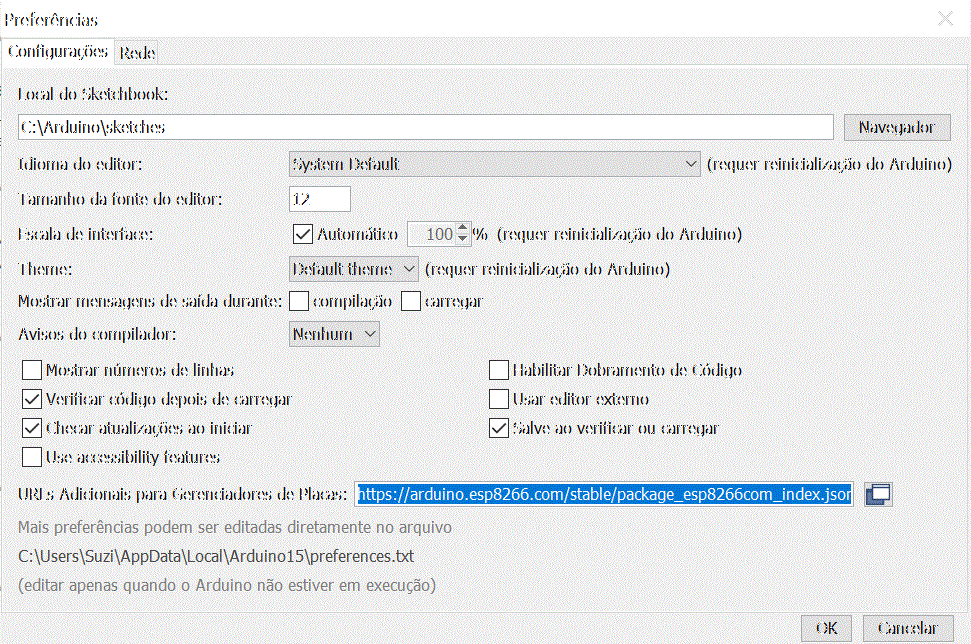 Preferências
Configurações Rede
Local do Sketchbook:
C:\Arduino\sketches Navegador
Idioma do editor: System Default (requer reinicialização do Arduino)
Tamanho da fonte do editor: 12
Escala de interface: Automático 100 % (requer reinicialização do Arduino)
Theme: Default theme (requer reinicialização do Arduino)
Mostrar mensagens de saída durante: compilação carregar
Avisos do compilador: Nenhum
Mostrar números de linhas Habilitar Dobramento de Código
Verificar código depois de carregar Usar editor externo
Checar atualizações ao iniciar Salve ao verificar ou carregar
Use accessibility features
URLs Adicionais para Gerenciadores de Placas: https://arduino.esp8266.com/stable/package_esp8266com_index.json
Mais preferências podem ser editadas diretamente no arquivo
C:\Users\Suzi\AppData\Local\Arduino15\preferences.txt
(editar apenas quando o Arduino não estiver em execução)
OK Cancelar